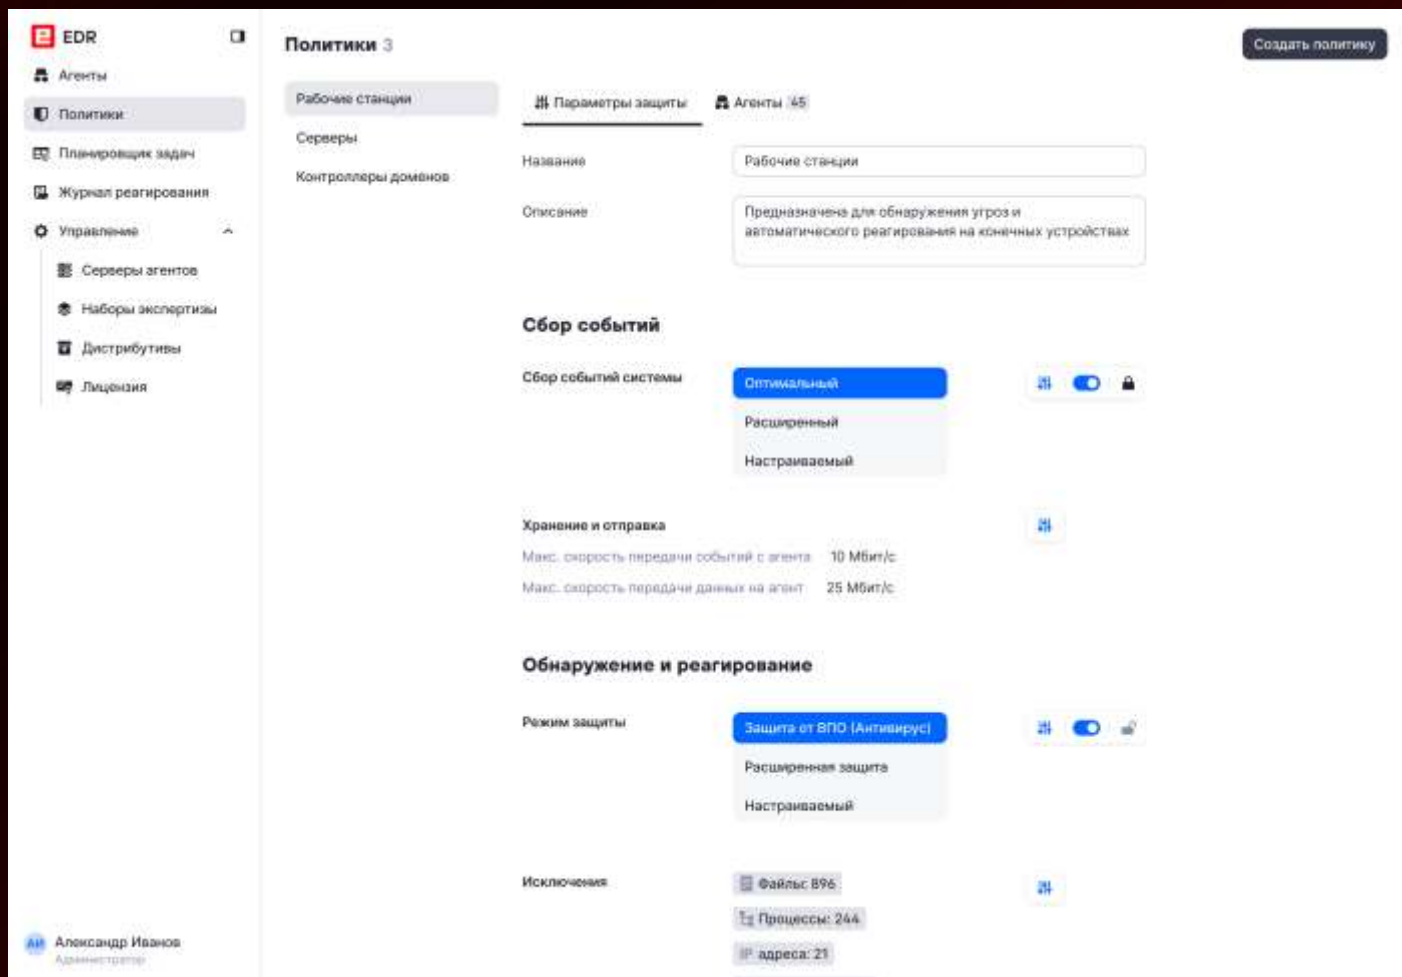 EDR
Агенты
Политики
Планировщик задач
Журнал реагирования
Управление
Серверы агентов
Наборы экспертизы
Дистрибутивы
Лицензия
АИ
Александр Иванов
Администратор
Политики 3
Создать политику
Рабочие станции
Серверы
Контроллеры доменов
Параметры защиты
Агенты 45
Название
Рабочие станции
Описание
Предназначена для обнаружения угроз и
автоматического реагирования на конечных устройствах
Сбор событий
Сбор событий системы
Оптимальный
Расширенный
Настраиваемый
Хранение и отправка
Макс. скорость передачи событий с агента 10 Мбит/с
Макс. скорость передачи данных на агент 25 Мбит/с
Обнаружение и реагирование
Режим защиты
Защита от ВПО (Антивирус)
Расширенная защита
Настраиваемый
Исключения
Файлы: 896
Процессы: 244
IP адреса: 21